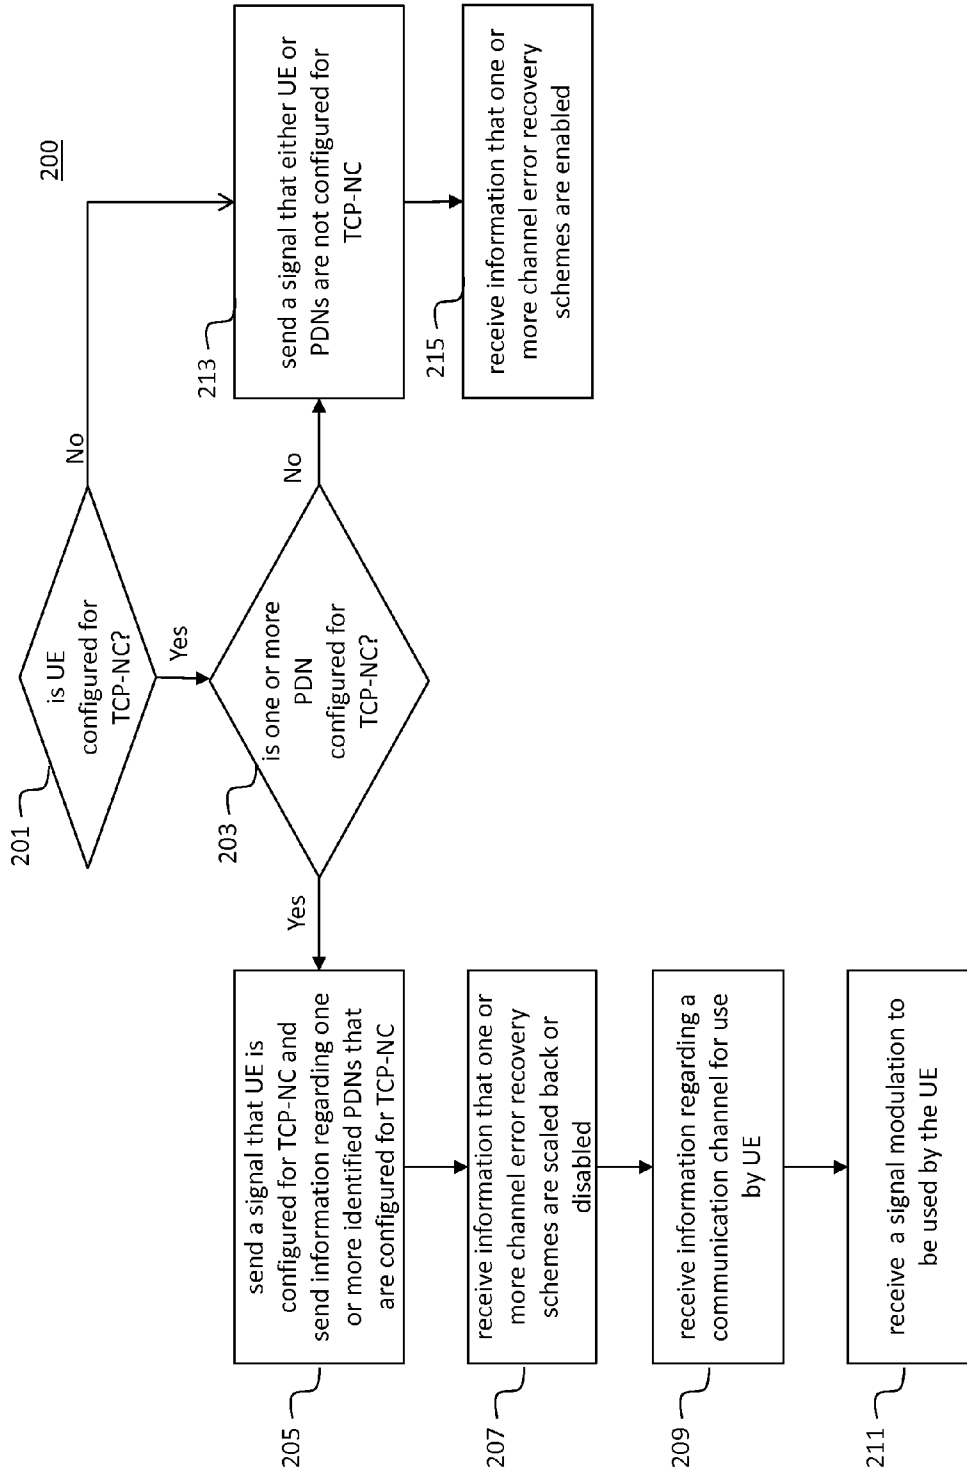 200
201
is UE
configured for
TCP-NC?
No
Yes
203
is one or more
PDN
configured for
TCP-NC?
No
Yes
205
send a signal that UE is
configured for TCP-NC and
send information regarding one
or more identified PDNs that
are configured for TCP-NC
207
receive information that one or
more channel error recovery
schemes are scaled back or
disabled
209
receive information regarding a
communication channel for use
by UE
211
receive a signal modulation to
be used by the UE
213
send a signal that either UE or
PDNs are not configured for
TCP-NC
215
receive information that one or
more channel error recovery
schemes are enabled